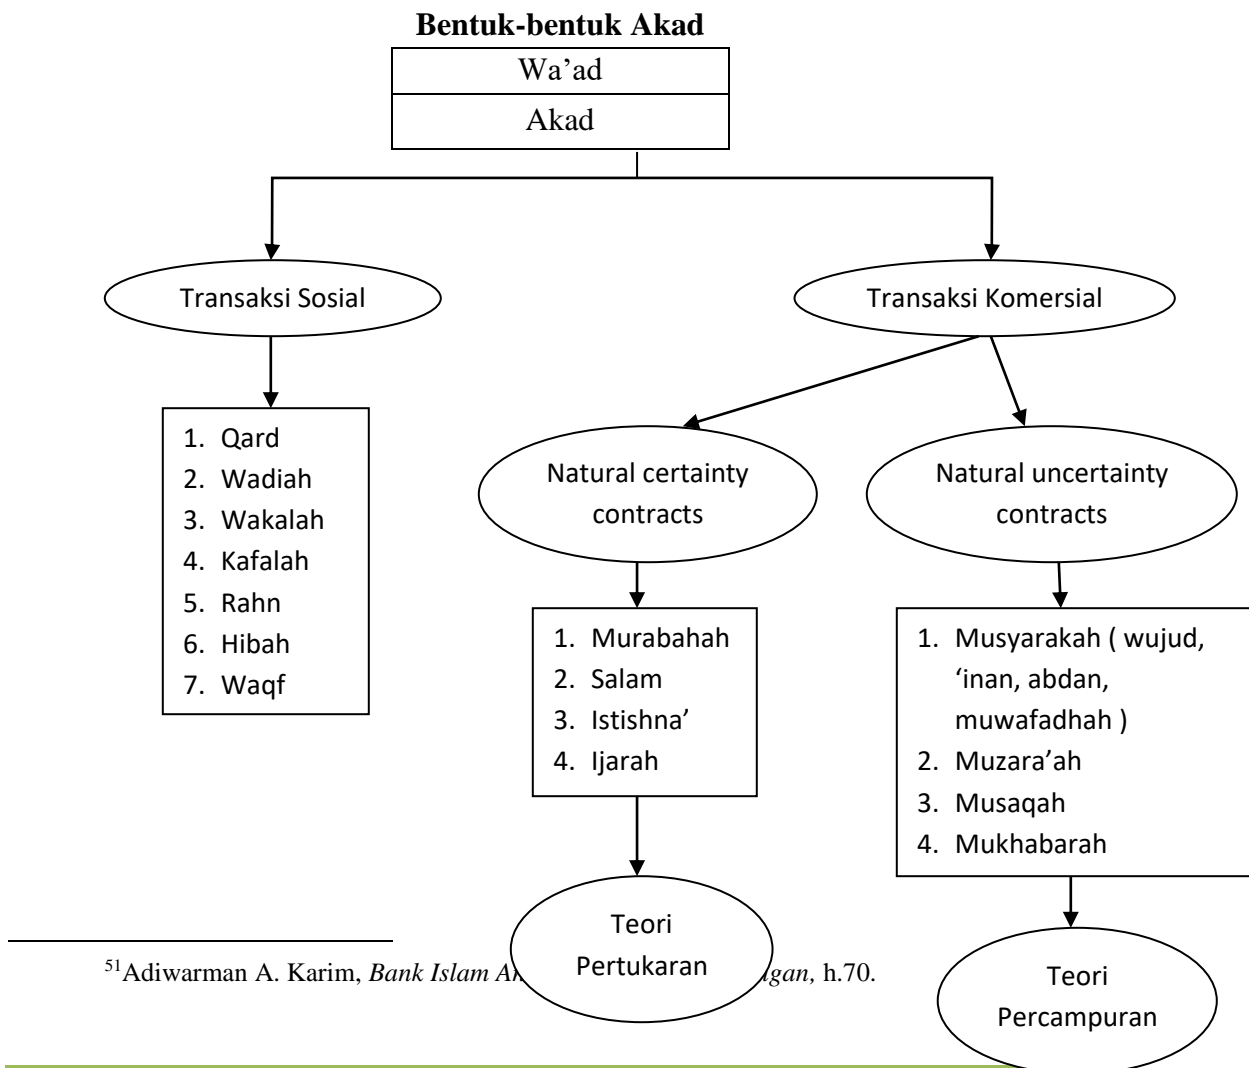 Bentuk-bentuk Akad
Wa’ad
Akad
Transaksi Sosial
Transaksi Komersial
1. Qard
2. Wadiah
3. Wakalah
4. Kafalah
5. Rahn
6. Hibah
7. Waqf
Natural certainty
contracts
Natural uncertainty
contracts
1. Murabahah
2. Salam
3. Istishna’
4. Ijarah
1. Musyarakah ( wujud,
‘inan, abdan,
muwafadhah )
2. Muzara’ah
3. Musaqah
4. Mukhabarah
Teori
Pertukaran
Teori
Percampuran
51Adiwarman A. Karim, Bank Islam h.70.